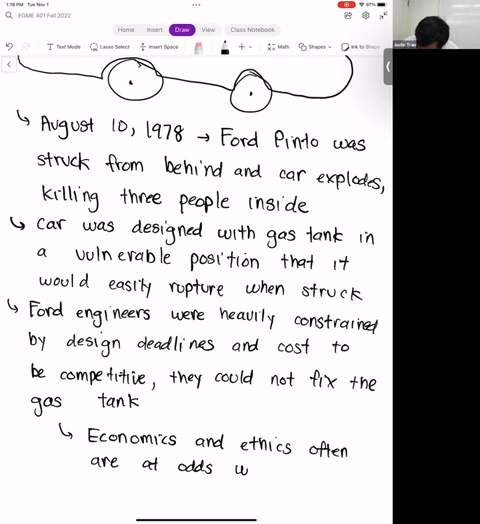 1:19 PM Tue Nov 1
97%
EGME 401 Fall 2022
Home Insert Draw View Class Notebook
Text Mode Lasso Select Insert Space Math Shapes Ink to Shape
↳ August 10, 1978 → Ford Pinto was
struck from behind and car explodes,
killing three people inside
↳ car was designed with gas tank in
a vulnerable position that it
would easily rupture when struck
↳ Ford engineers were heavily constrained
by design deadlines and cost to
be competitive, they could not fix the
gas tank
↳ Economics and ethics often
are at odds w